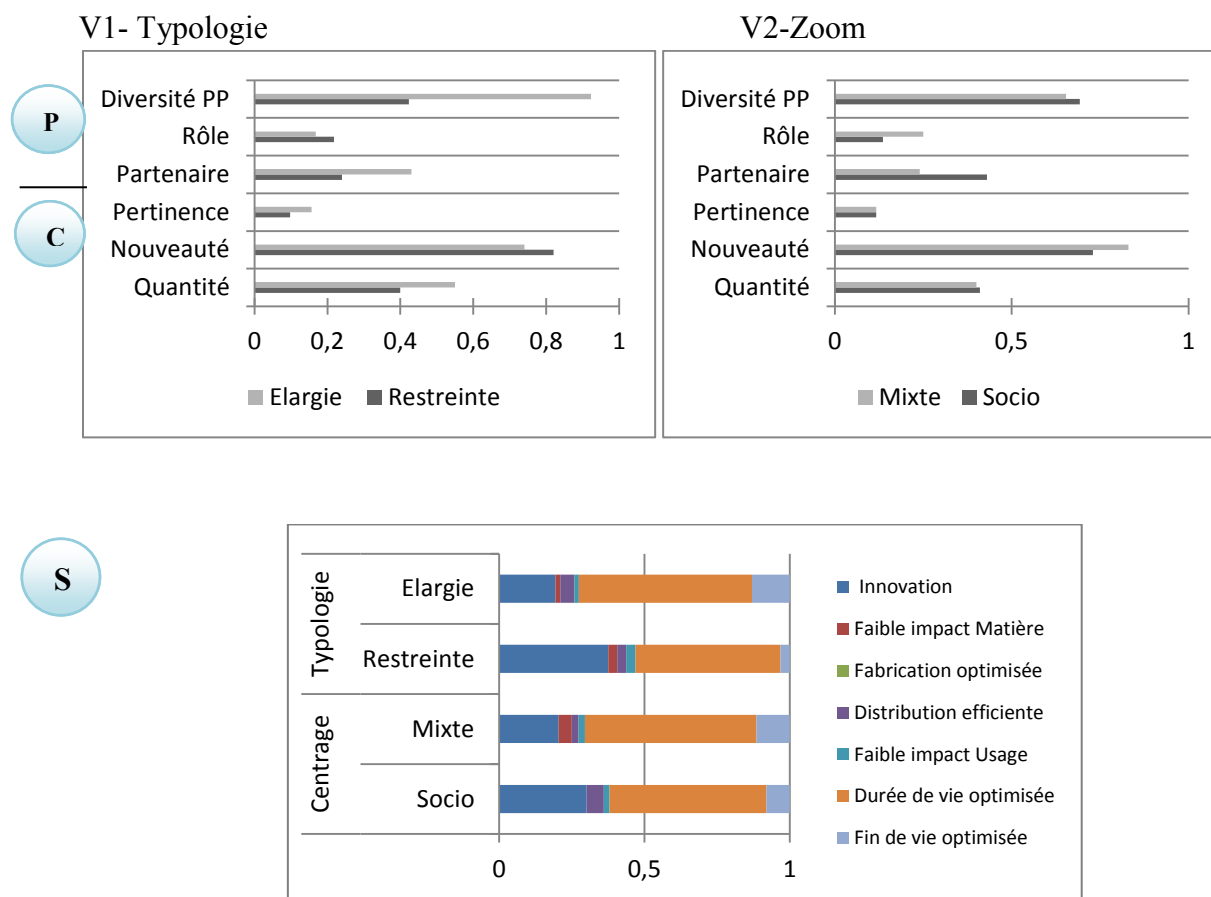 V1- Typologie
V2-Zoom
P
C
Diversité PP
Rôle
Partenaire
Pertinence
Nouveauté
Quantité
0 0,2 0,4 0,6 0,8 1
Elargie Restreinte
Diversité PP
Rôle
Partenaire
Pertinence
Nouveauté
Quantité
0 0,5 1
Mixte Socio
S
Typologie
Elargie
Restreinte
Centrage
Mixte
Socio
0 0,5 1
Innovation
Faible impact Matière
Fabrication optimisée
Distribution efficiente
Faible impact Usage
Durée de vie optimisée
Fin de vie optimisée